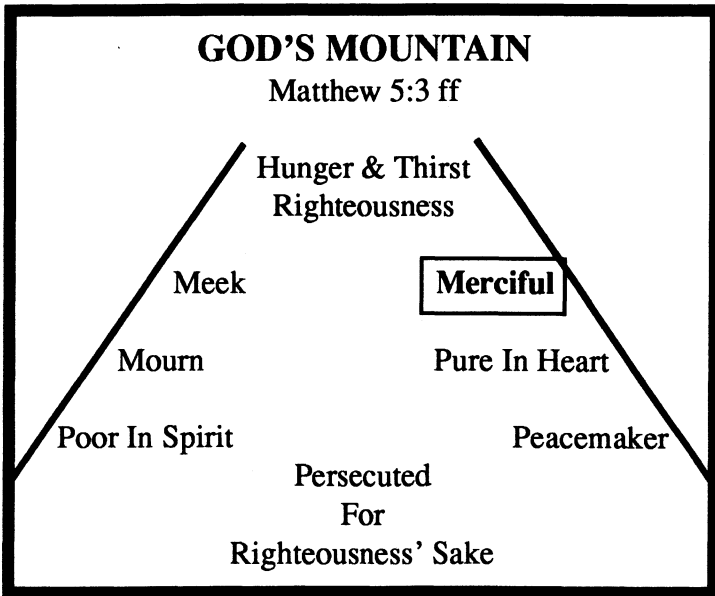 GOD'S MOUNTAIN
Matthew 5:3 ff
Hunger & Thirst
Righteousness
Meek
Merciful
Mourn
Pure In Heart
Poor In Spirit
Peacemaker
Persecuted
For
Righteousness' Sake